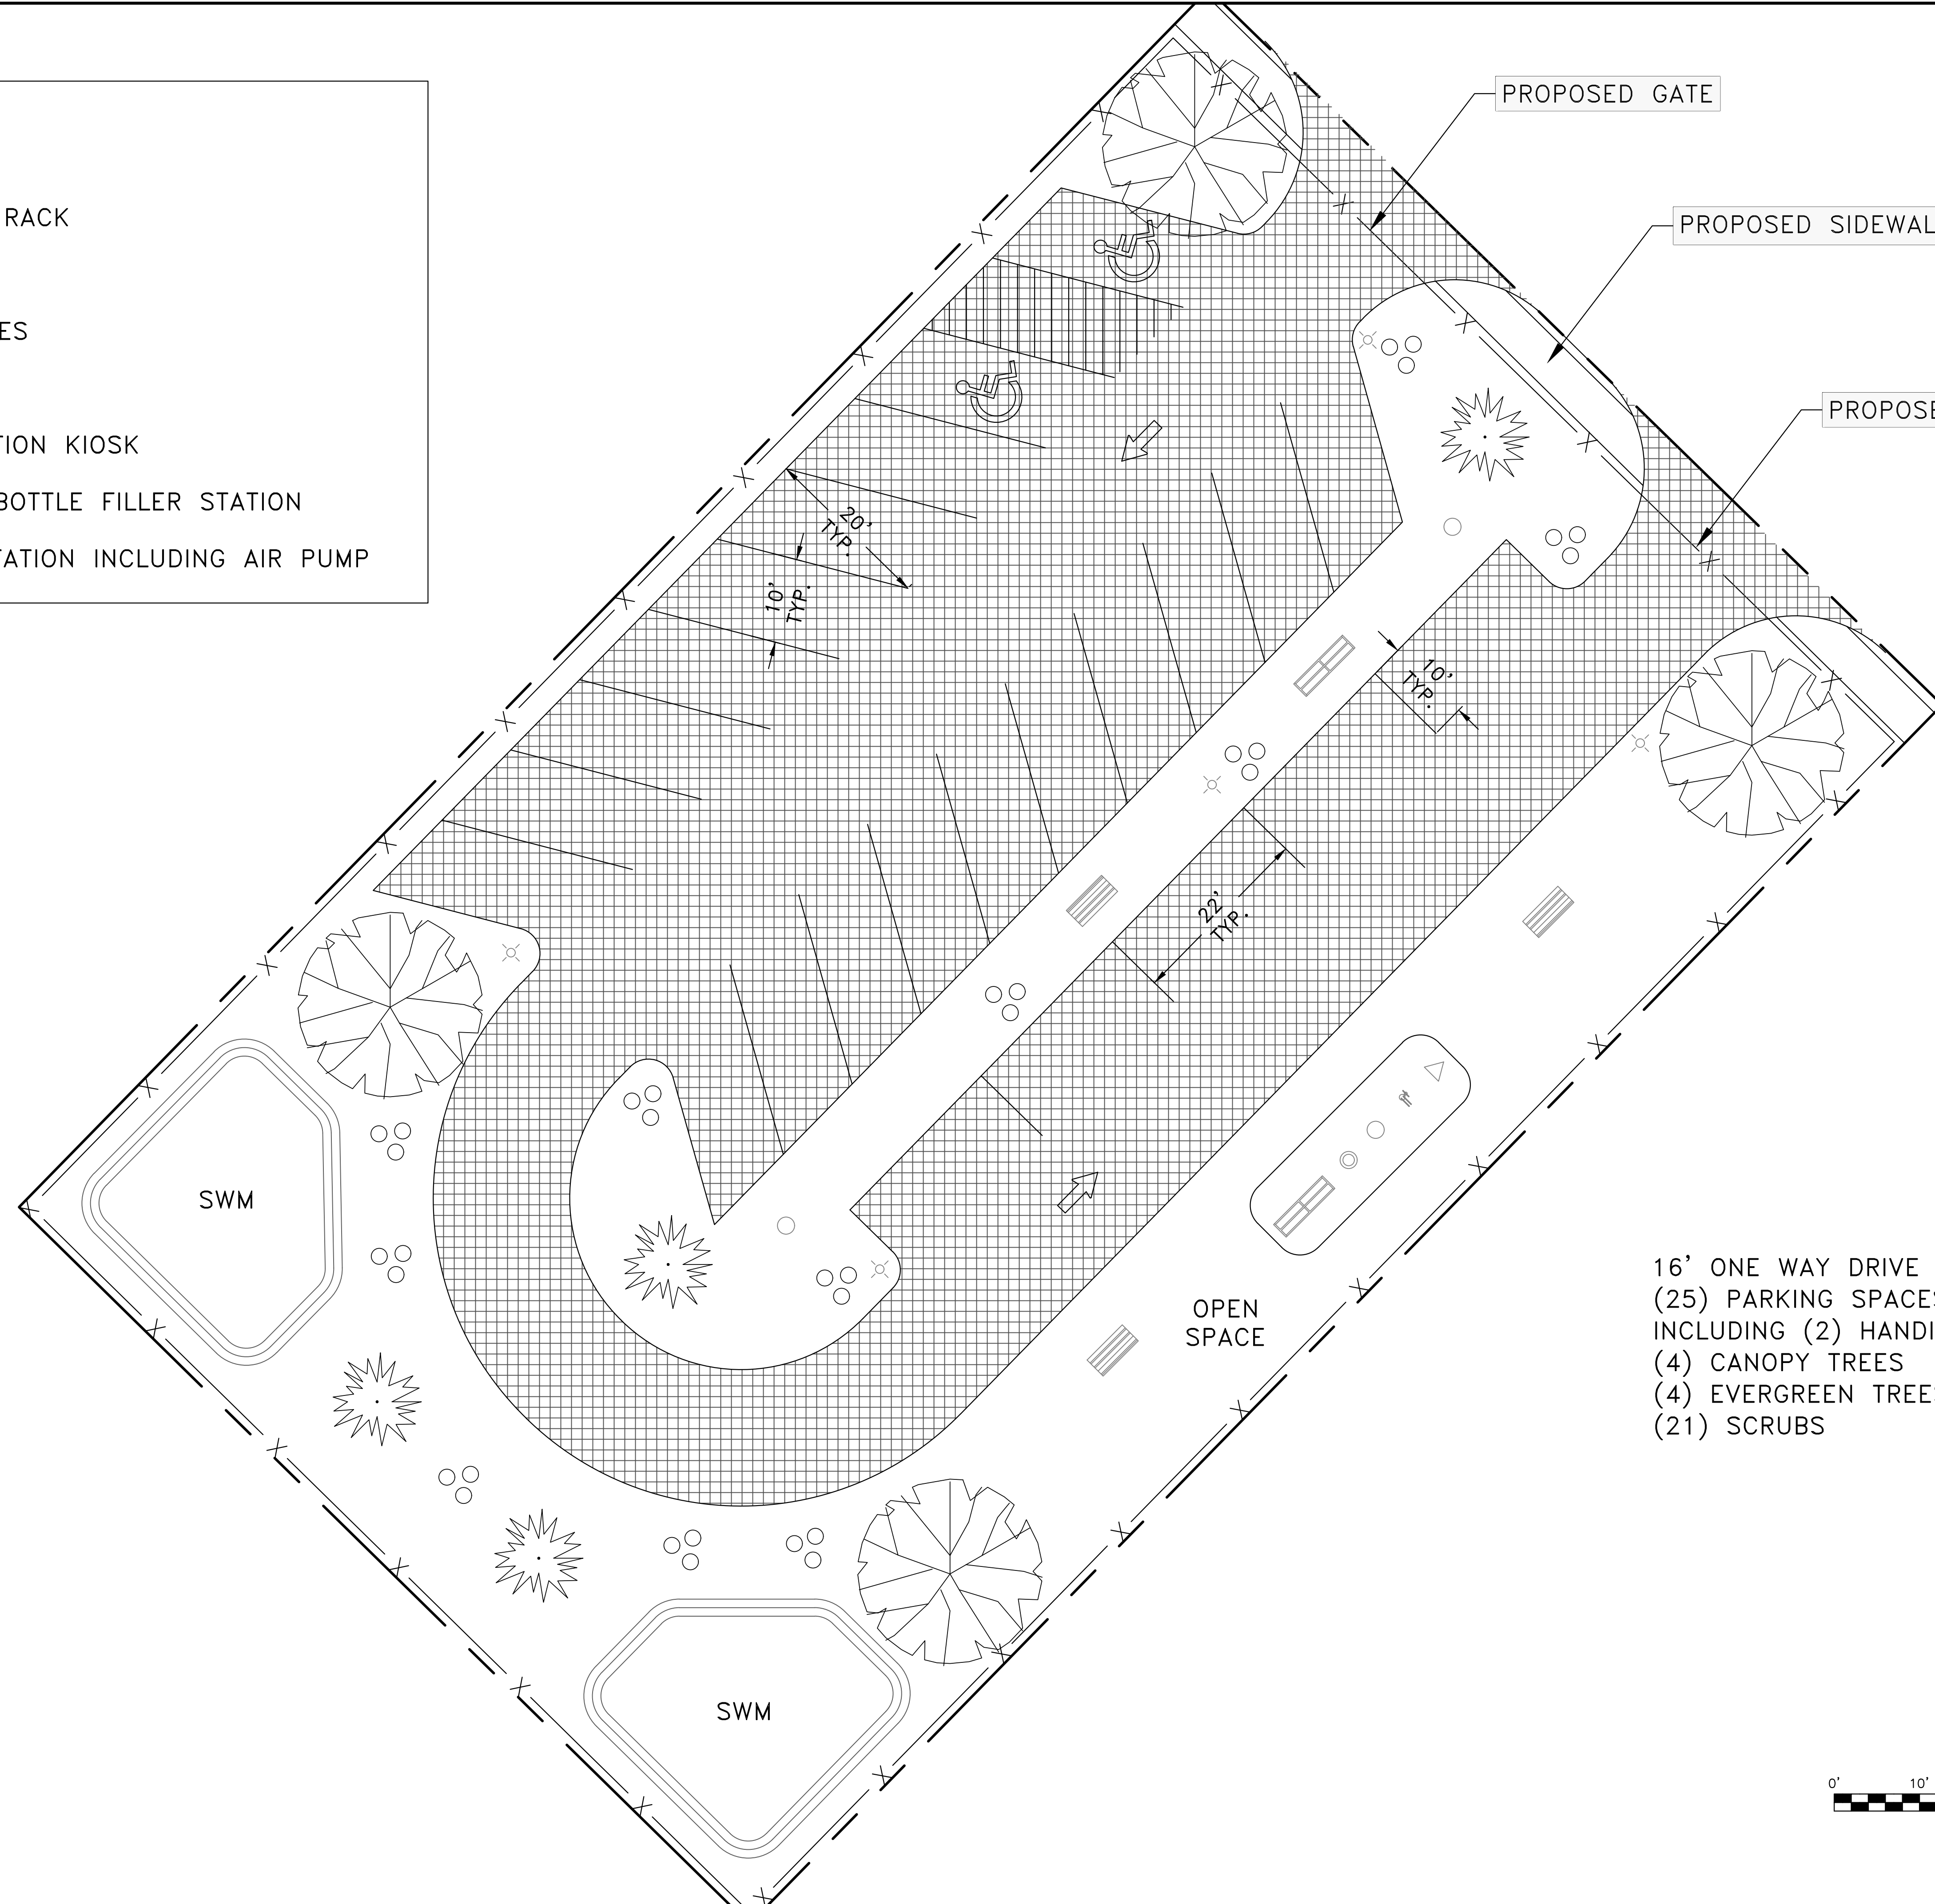 RACK
ES
TION KIOSK
BOTTLE FILLER STATION
TATION INCLUDING AIR PUMP
PROPOSED GATE
PROPOSED SIDEWAL
PROPOSE
20'
TYP.
10'
TYP.
10'
TYP.
22'
TYP.
SWM
OPEN
SPACE
16' ONE WAY DRIVE
(25) PARKING SPACES
INCLUDING (2) HANDI
(4) CANOPY TREES
(4) EVERGREEN TREES
(21) SCRUBS
SWM
0' 10'